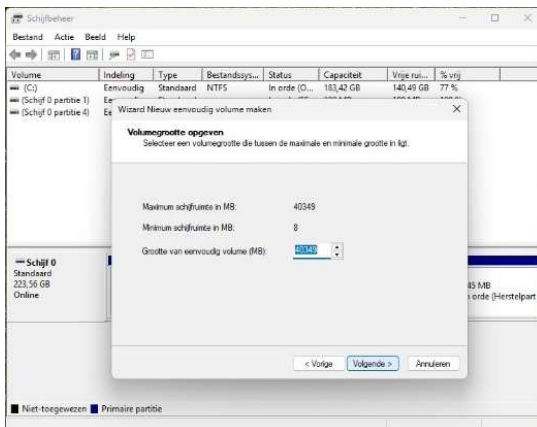 Schijfbeheer
Bestand Actie Beeld Help
Volume Indeling Type Bestandssys... Status Capaciteit Vrije rui... % vrij
(C:) Eenvoudig Standaard NTFS In orde (O... 183,42 GB 140,49 GB 77 %
(Schijf 0 partitie 1)
(Schijf 0 partitie 4)
Wizard Nieuw eenvoudig volume maken
Volumegrootte opgeven
Selecteer een volumegrootte die tussen de maximale en minimale grootte in ligt.
Maximum schijfruimte in MB: 40349
Minimum schijfruimte in MB: 8
Grootte van eenvoudig volume (MB): 40349
Schijf 0
Standaard
223,56 GB
Online
45 MB
orde (Herstelpart
< Vorige Volgende > Annuleren
Niet-toegewezen Primaire partitie